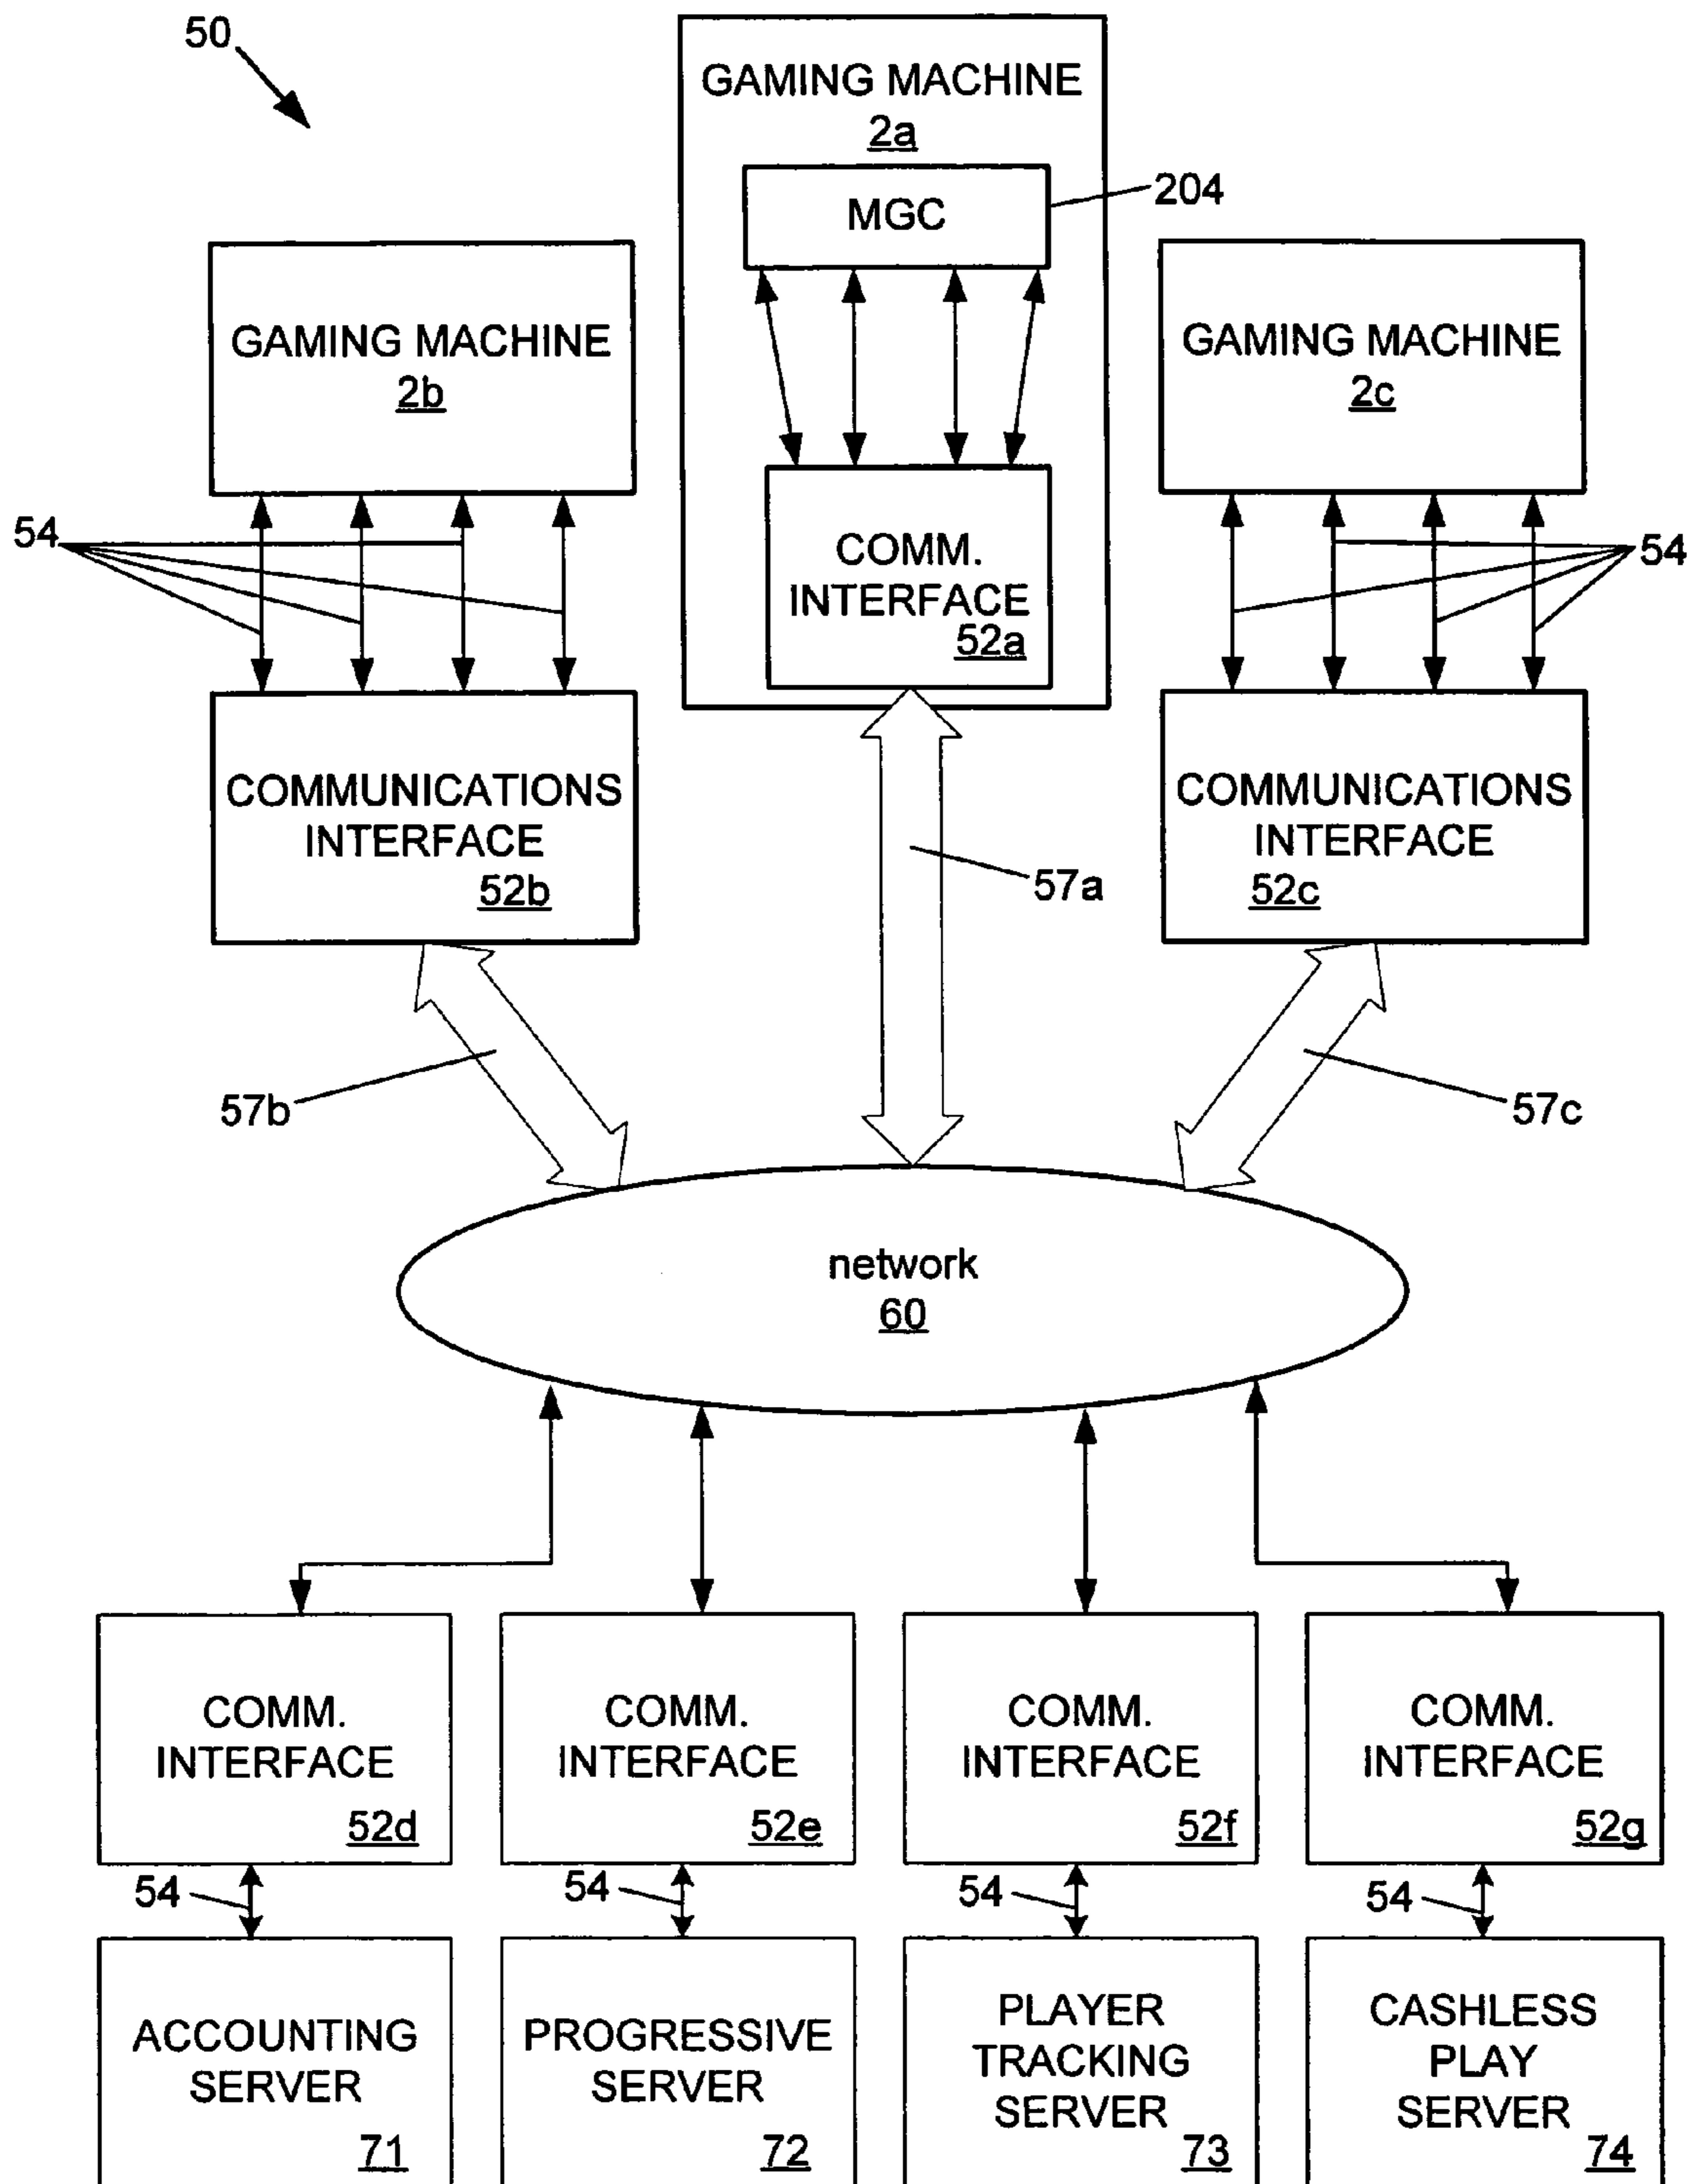 50
GAMING MACHINE
2a
MGC
204
GAMING MACHINE
2b
GAMING MACHINE
2c
54
54
COMM.
INTERFACE
52a
COMMUNICATIONS
INTERFACE
52b
COMMUNICATIONS
INTERFACE
52c
57a
57b
57c
network
60
COMM.
INTERFACE
52d
COMM.
INTERFACE
52e
COMM.
INTERFACE
52f
COMM.
INTERFACE
52g
54
54
54
54
ACCOUNTING
SERVER
71
PROGRESSIVE
SERVER
72
PLAYER
TRACKING
SERVER
73
CASHLESS
PLAY
SERVER
74